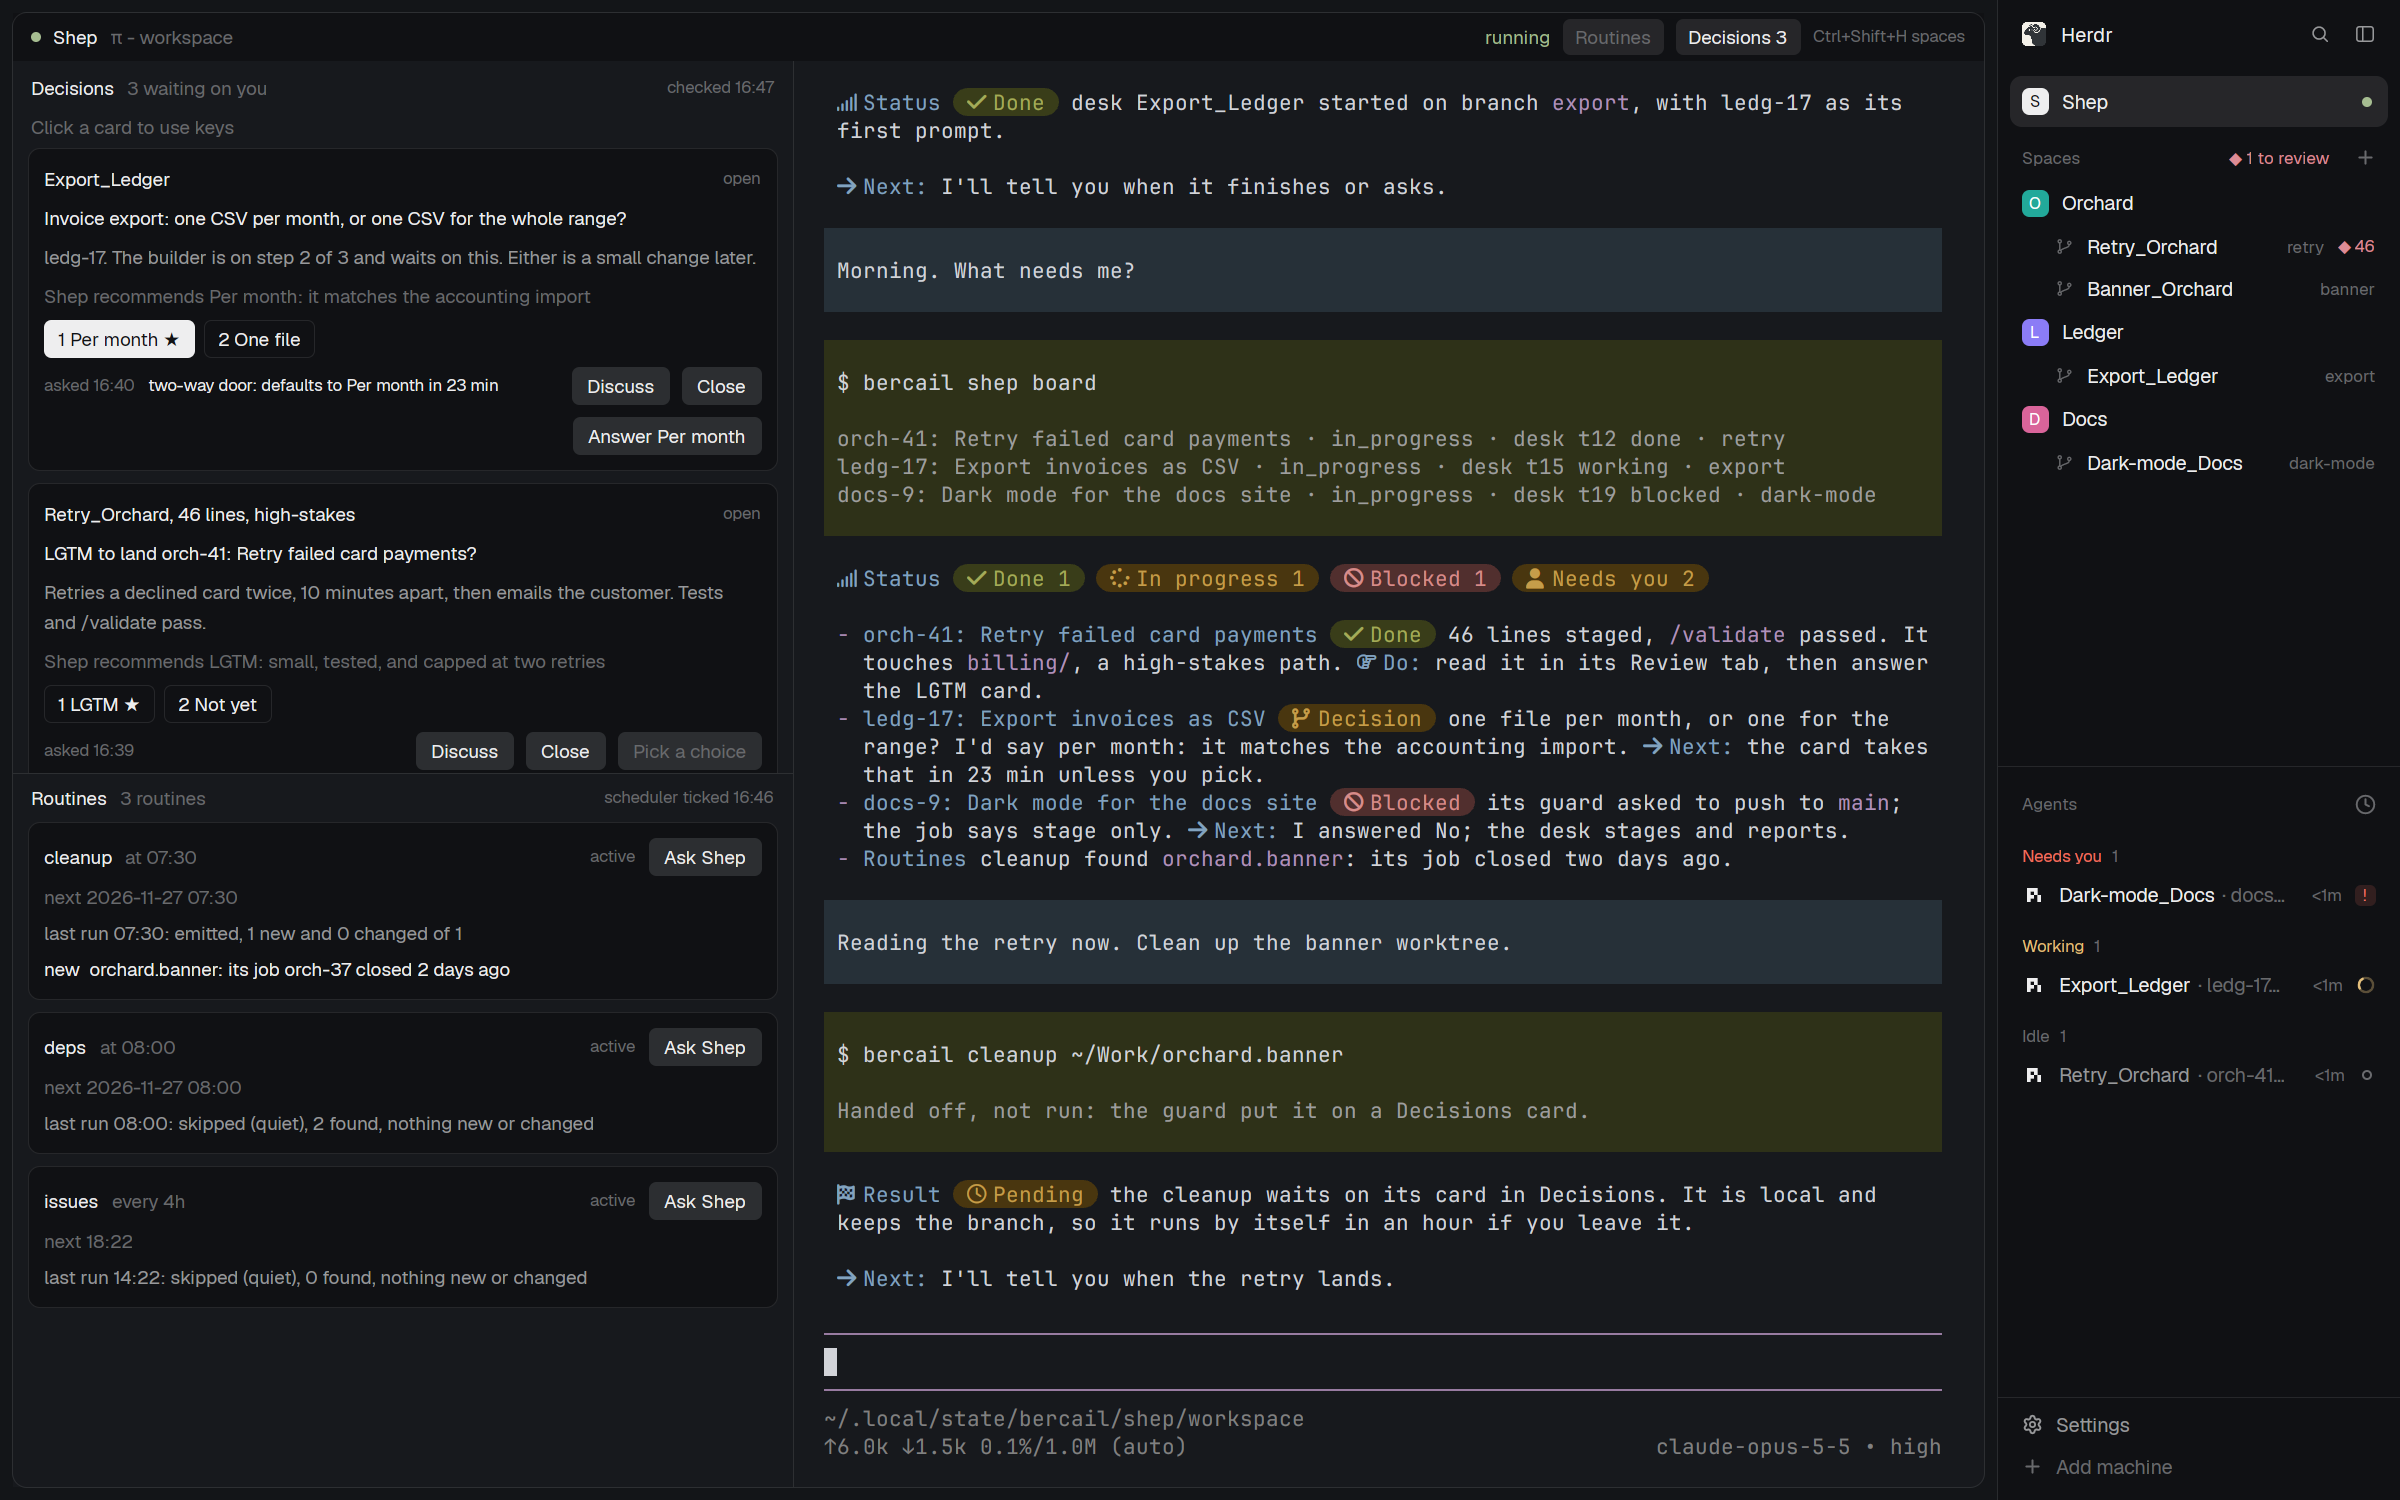 Shep π - workspace
running Routines Decisions 3 Ctrl+Shift+H spaces
Decisions 3 waiting on you checked 16:47
Click a card to use keys
Export_Ledger open
Invoice export: one CSV per month, or one CSV for the whole range?
ledg-17. The builder is on step 2 of 3 and waits on this. Either is a small change later.
Shep recommends Per month: it matches the accounting import
1 Per month ★ 2 One file
asked 16:40 two-way door: defaults to Per month in 23 min Discuss Close
Answer Per month
Retry_Orchard, 46 lines, high-stakes open
LGTM to land orch-41: Retry failed card payments?
Retries a declined card twice, 10 minutes apart, then emails the customer. Tests
and /validate pass.
Shep recommends LGTM: small, tested, and capped at two retries
1 LGTM ★ 2 Not yet
asked 16:39 Discuss Close Pick a choice
Routines 3 routines scheduler ticked 16:46
cleanup at 07:30 active Ask Shep
next 2026-11-27 07:30
last run 07:30: emitted, 1 new and 0 changed of 1
new orchard.banner: its job orch-37 closed 2 days ago
deps at 08:00 active Ask Shep
next 2026-11-27 08:00
last run 08:00: skipped (quiet), 2 found, nothing new or changed
issues every 4h active Ask Shep
next 18:22
last run 14:22: skipped (quiet), 0 found, nothing new or changed
Status Done desk Export_Ledger started on branch export, with ledg-17 as its
first prompt.
→ Next: I'll tell you when it finishes or asks.
Morning. What needs me?
$ bercail shep board
orch-41: Retry failed card payments · in_progress · desk t12 done · retry
ledg-17: Export invoices as CSV · in_progress · desk t15 working · export
docs-9: Dark mode for the docs site · in_progress · desk t19 blocked · dark-mode
Status Done 1 In progress 1 Blocked 1 Needs you 2
- orch-41: Retry failed card payments Done 46 lines staged, /validate passed. It
touches billing/, a high-stakes path. Do: read it in its Review tab, then answer
the LGTM card.
- ledg-17: Export invoices as CSV Decision one file per month, or one for the
range? I'd say per month: it matches the accounting import. → Next: the card takes
that in 23 min unless you pick.
- docs-9: Dark mode for the docs site Blocked its guard asked to push to main;
the job says stage only. → Next: I answered No; the desk stages and reports.
- Routines cleanup found orchard.banner: its job closed two days ago.
Reading the retry now. Clean up the banner worktree.
$ bercail cleanup ~/Work/orchard.banner
Handed off, not run: the guard put it on a Decisions card.
Result Pending the cleanup waits on its card in Decisions. It is local and
keeps the branch, so it runs by itself in an hour if you leave it.
→ Next: I'll tell you when the retry lands.
~/.local/state/bercail/shep/workspace
↑6.0k ↓1.5k 0.1%/1.0M (auto) claude-opus-5-5 • high
Herdr
S Shep
Spaces ◆ 1 to review +
O Orchard
Retry_Orchard retry ◆ 46
Banner_Orchard banner
L Ledger
Export_Ledger export
D Docs
Dark-mode_Docs dark-mode
Agents
Needs you 1
Dark-mode_Docs · docs... <1m !
Working 1
Export_Ledger · ledg-17... <1m
Idle 1
Retry_Orchard · orch-41... <1m
Settings
+ Add machine